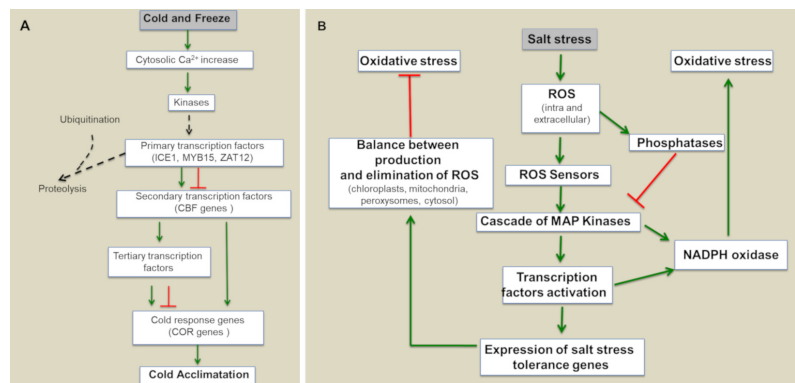 A
Cold and Freeze
Cytosolic Ca²⁺ increase
Kinases
Ubiquitination
Primary transcription factors
(ICE1, MYB15, ZAT12)
Proteolysis
Secondary transcription factors
(CBF genes )
Tertiary transcription
factors
Cold response genes
(COR genes )
Cold Acclimatation
B
Salt stress
Oxidative stress
Oxidative stress
ROS
(intra and
extracellular)
Phosphatases
Balance between
production
and elimination of ROS
(chloroplasts, mitochondria,
peroxysomes, cytosol)
ROS Sensors
Cascade of MAP Kinases
NADPH oxidase
Transcription
factors activation
Expression of salt stress
tolerance genes